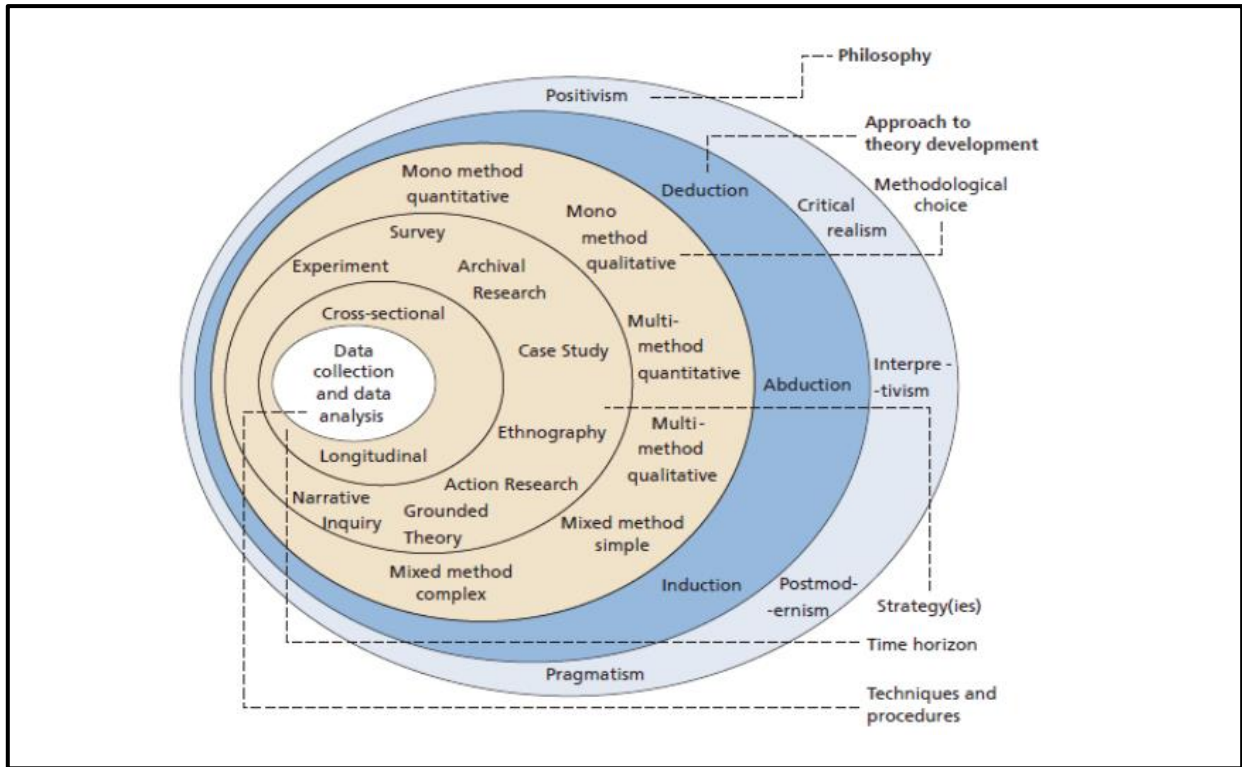 Philosophy
Positivism
Approach to
theory development
Mono method
quantitative
Deduction
Methodological
choice
Critical
realism
Mono
method
qualitative
Survey
Experiment
Archival
Research
Cross-sectional
Multi-
method
quantitative
Case Study
Data
collection
and data
analysis
Abduction
Interpre -
-tivism
Ethnography
Multi-
method
qualitative
Longitudinal
Action Research
Narrative
Inquiry
Grounded
Theory
Mixed method
simple
Mixed method
complex
Induction
Postmod-
-ernism
Strategy(ies)
Time horizon
Pragmatism
Techniques and
procedures